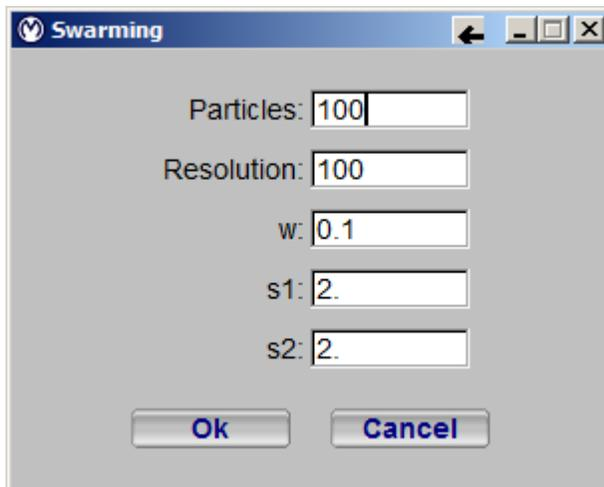 Swarming
Particles: 100
Resolution: 100
w: 0.1
s1: 2.
s2: 2.
Ok Cancel